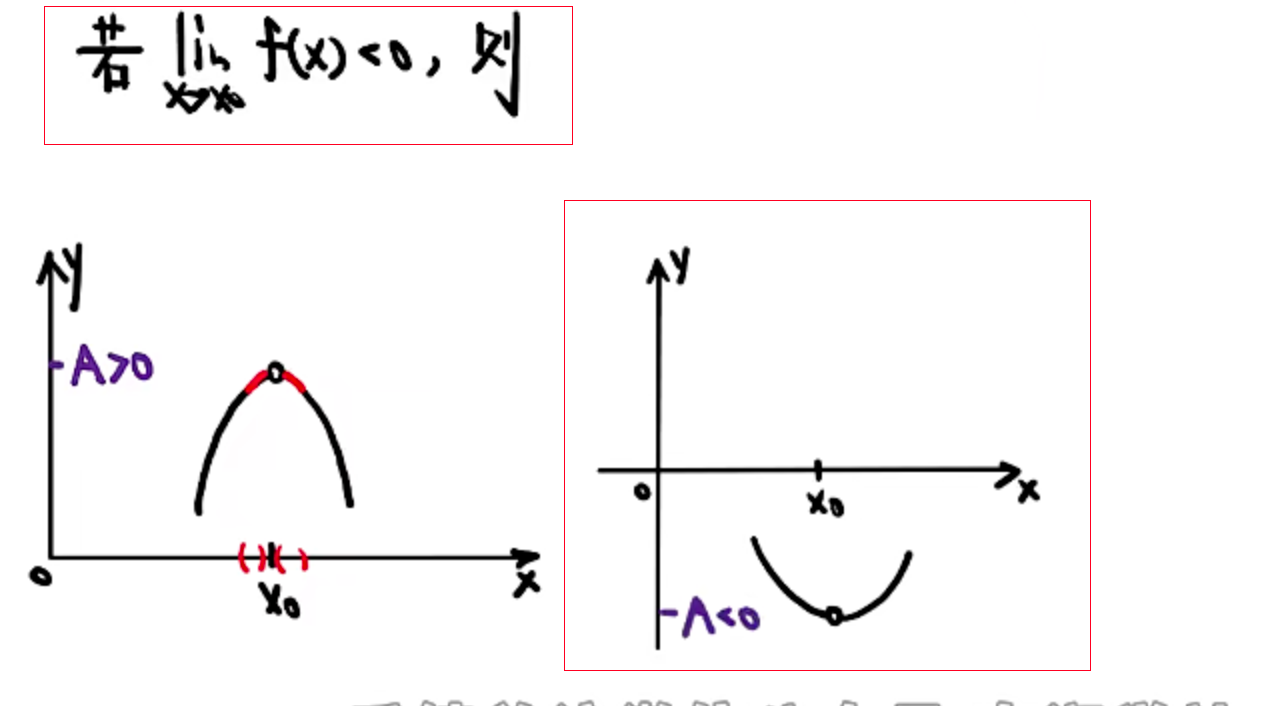 若 lim f(x)<0, 则
x→x₀
y
-A>0
0
x₀
x
y
0
x₀
x
-A<0